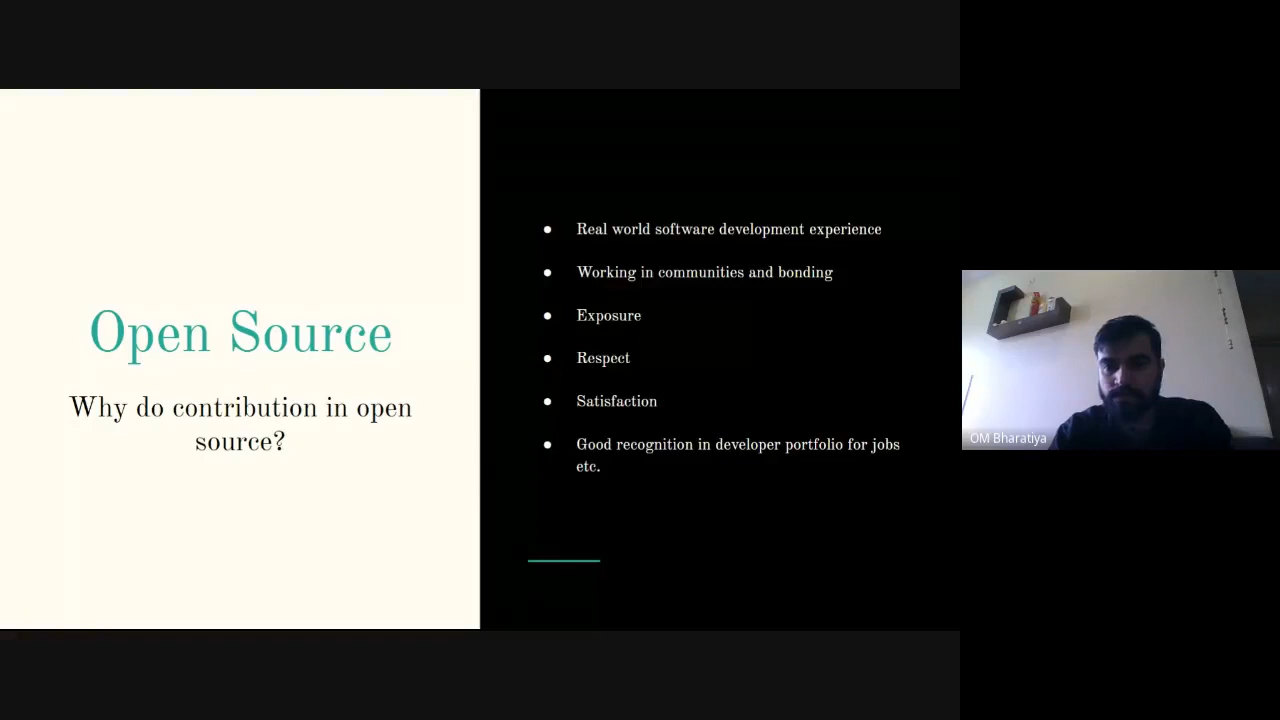 Open Source
Why do contribution in open
source?
● Real world software development experience
● Working in communities and bonding
● Exposure
● Respect
● Satisfaction
● Good recognition in developer portfolio for jobs
etc.
OM Bharatiya